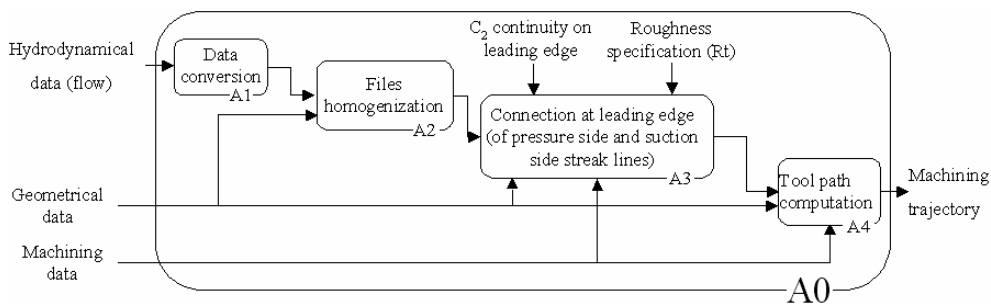 Hydrodynamical
data (flow)
Data
conversion
A1
Files
homogenization
A2
C2 continuity on
leading edge
Roughness
specification (Rt)
Connection at leading edge
(of pressure side and suction
side streak lines)
A3
Geometrical
data
Machining
data
Tool path
computation
A4
Machining
trajectory
A0